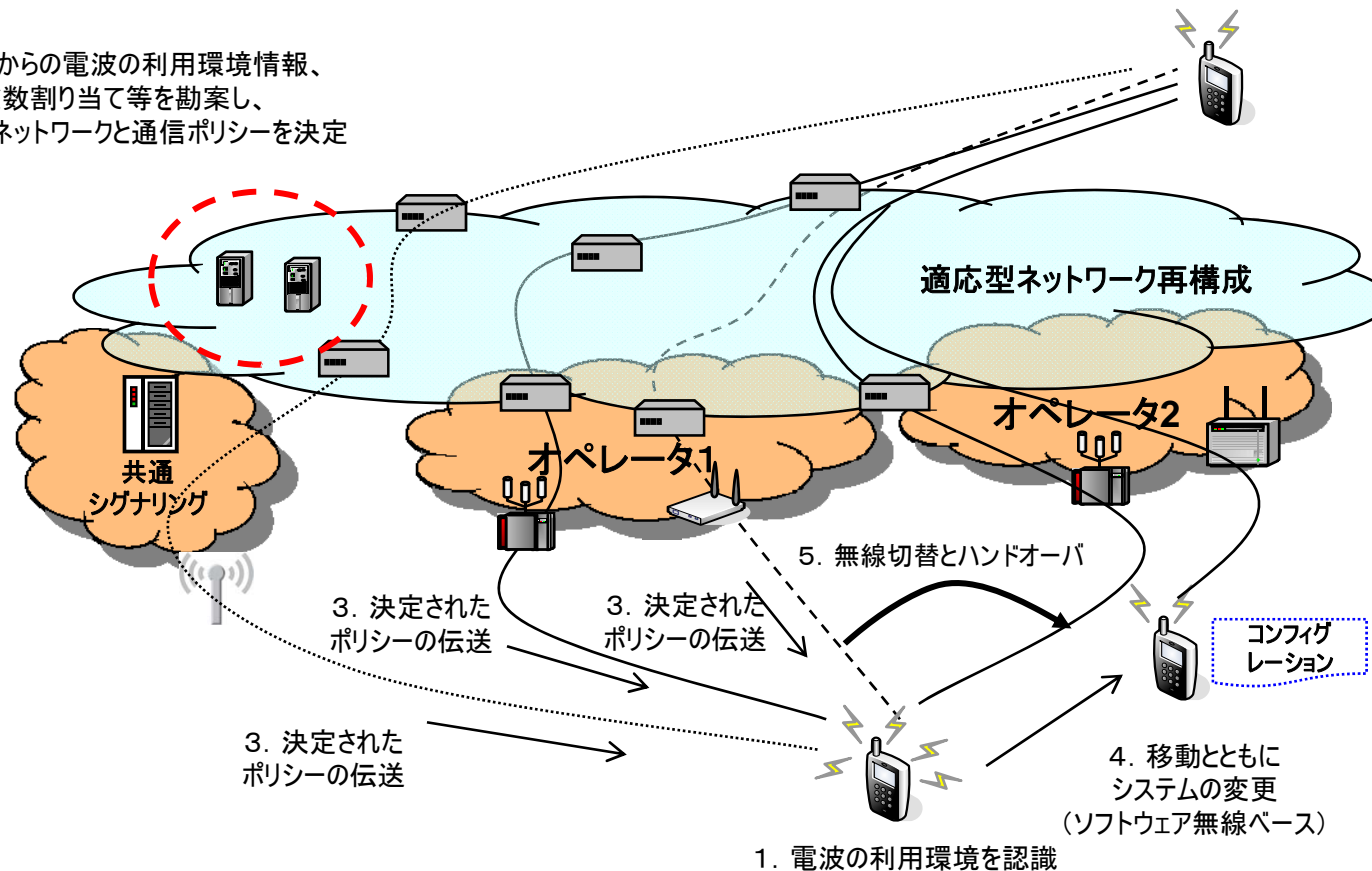 からの電波の利用環境情報、
数割り当て等を勘案し、
ネットワークと通信ポリシーを決定
適応型ネットワーク再構成
オペレータ1
オペレータ2
共通
シグナリング
5. 無線切替とハンドオーバ
3. 決定された
ポリシーの伝送
3. 決定された
ポリシーの伝送
コンフィグ
レーション
3. 決定された
ポリシーの伝送
4. 移動とともに
システムの変更
(ソフトウェア無線ベース)
1. 電波の利用環境を認識